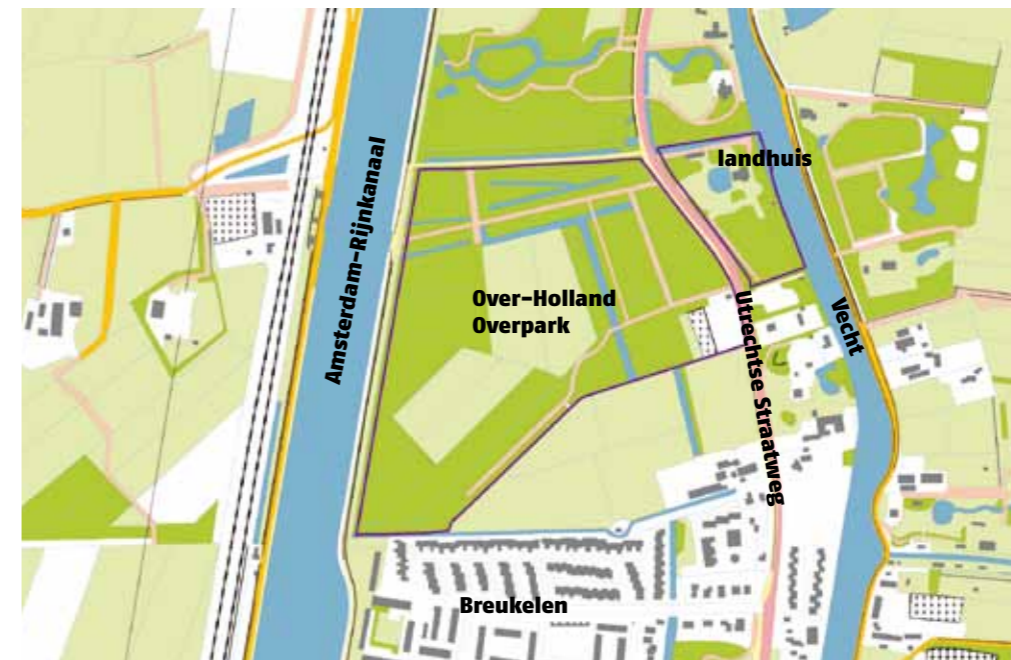 landhuis
Amsterdam-Rijnkanaal
Over-Holland
Overpark
Utrechtse Straatweg
Vecht
Breukelen